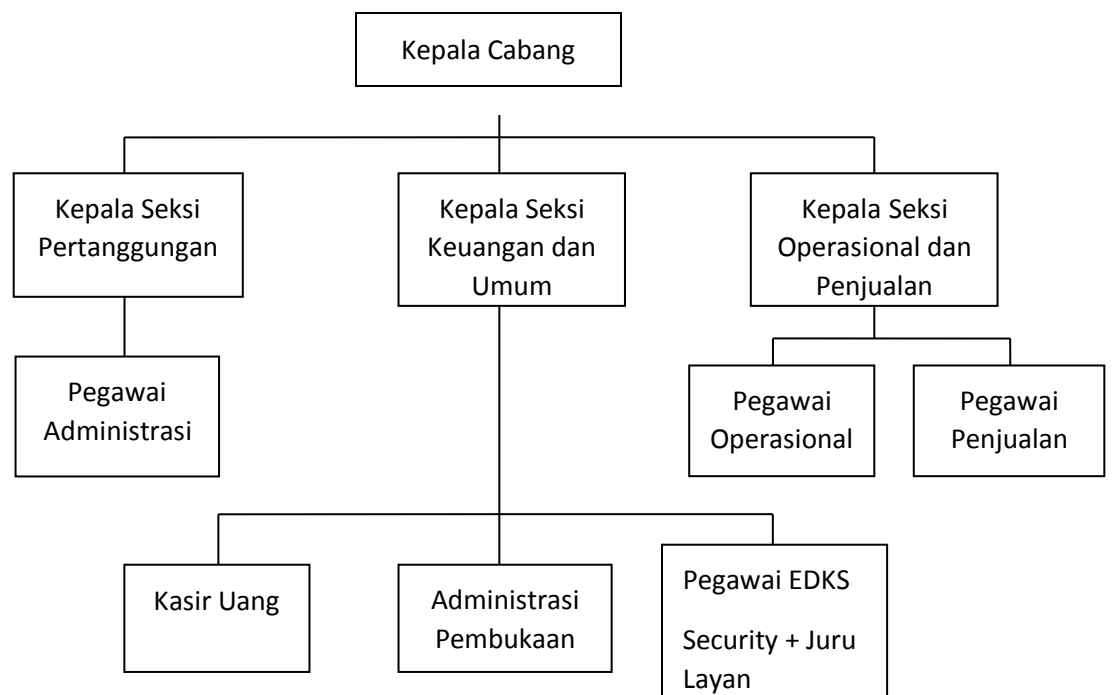 Kepala Cabang
Kepala Seksi
Pertanggungan
Kepala Seksi
Keuangan dan
Umum
Kepala Seksi
Operasional dan
Penjualan
Pegawai
Administrasi
Pegawai
Operasional
Pegawai
Penjualan
Kasir Uang
Administrasi
Pembukaan
Pegawai EDKS
Security + Juru
Layan